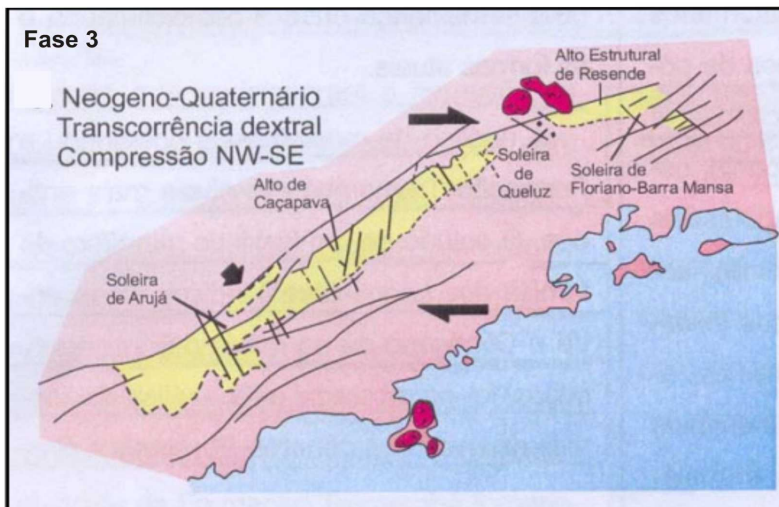 Fase 3
Neogeno-Quaternário
Transcorrência dextral
Compressão NW-SE
Alto Estrutural
de Resende
Soleira
de
Queluz
Soleira de
Floriano-Barra Mansa
Alto de
Caçapava
Soleira
de Arujá